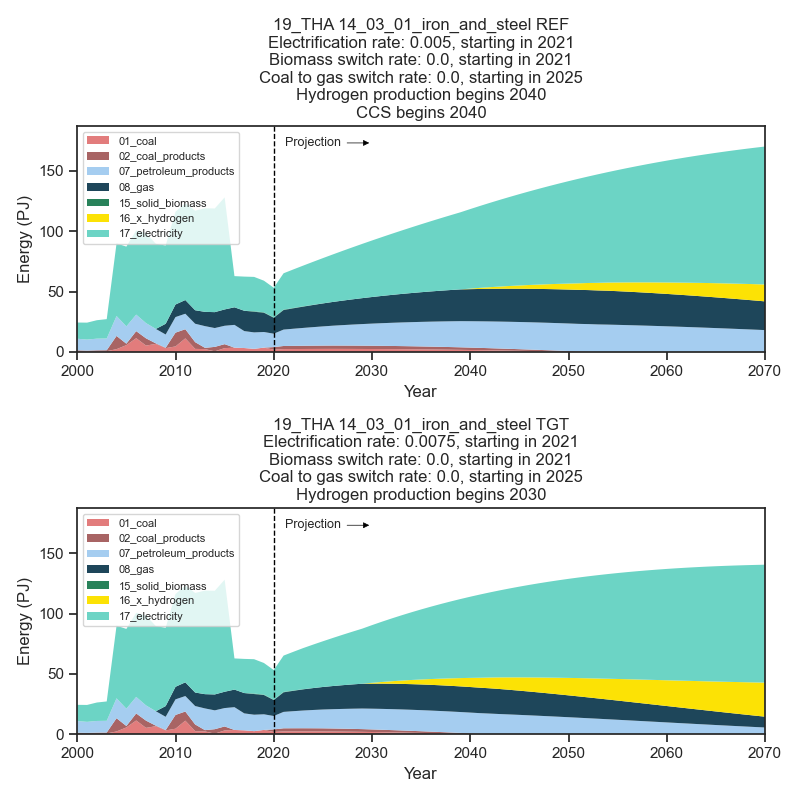 19_THA 14_03_01_iron_and_steel REF
Electrification rate: 0.005, starting in 2021
Biomass switch rate: 0.0, starting in 2021
Coal to gas switch rate: 0.0, starting in 2025
Hydrogen production begins 2040
CCS begins 2040
Projection
01_coal
02_coal_products
07_petroleum_products
08_gas
15_solid_biomass
16_x_hydrogen
17_electricity
Energy (PJ)
150
100
50
0
2000 2010 2020 2030 2040 2050 2060 2070
Year
19_THA 14_03_01_iron_and_steel TGT
Electrification rate: 0.0075, starting in 2021
Biomass switch rate: 0.0, starting in 2021
Coal to gas switch rate: 0.0, starting in 2025
Hydrogen production begins 2030
Projection
01_coal
02_coal_products
07_petroleum_products
08_gas
15_solid_biomass
16_x_hydrogen
17_electricity
Energy (PJ)
150
100
50
0
2000 2010 2020 2030 2040 2050 2060 2070
Year